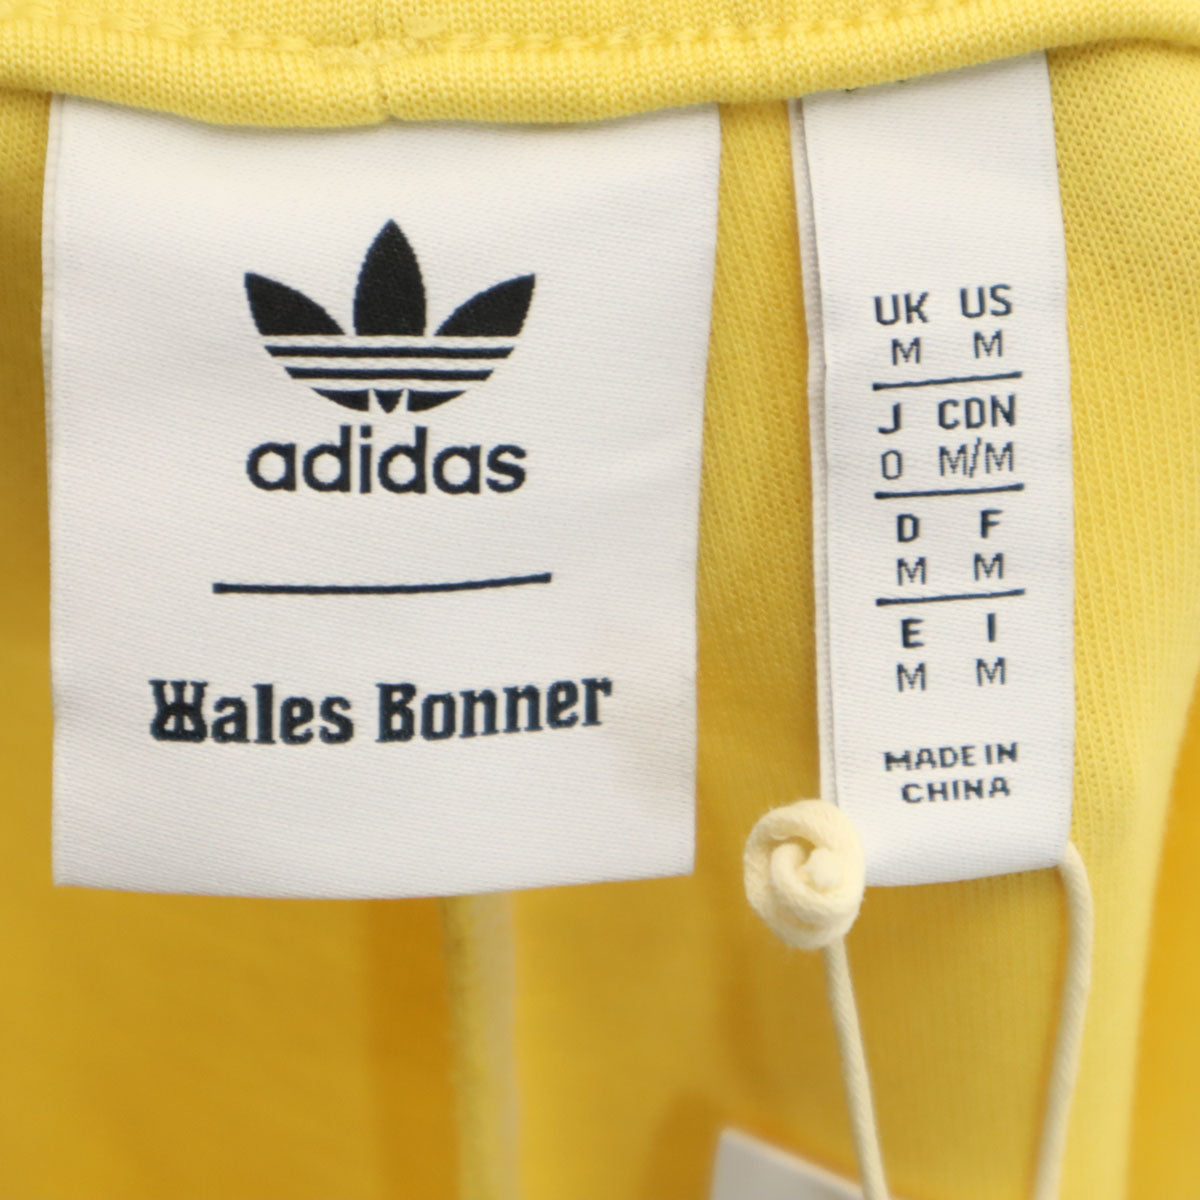 adidas
Wales Bonner
UK US
M M
J CDN
O M/M
D F
M M
E I
M M
MADE IN
CHINA